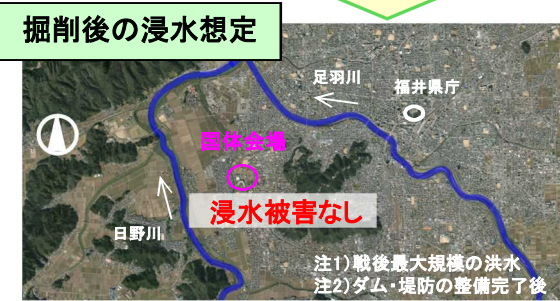 掘削後の浸水想定
足羽川
福井県庁
国体会場
浸水被害なし
日野川
注1)戦後最大規模の洪水
注2)ダム・堤防の整備完了後